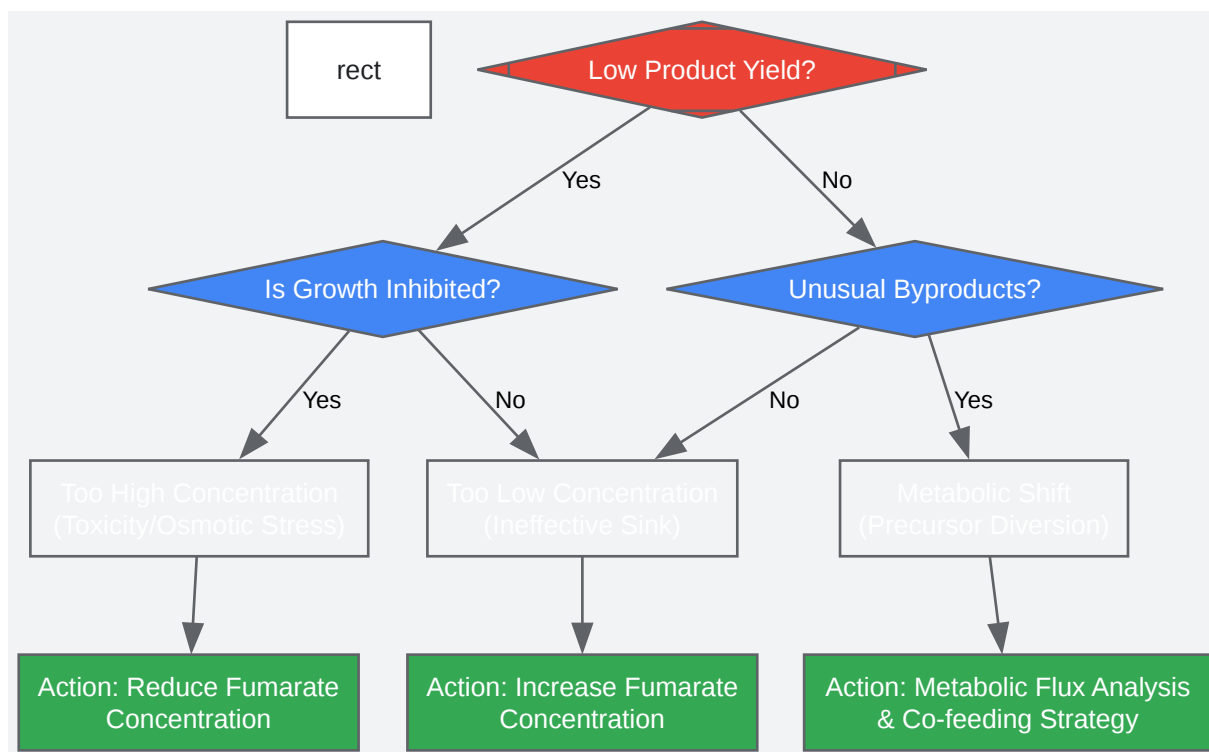 rect
Low Product Yield?
Yes
No
Is Growth Inhibited?
Unusual Byproducts?
Yes
No
No
Yes
Too High Concentration
(Toxicity/Osmotic Stress)
Too Low Concentration
(Ineffective Sink)
Metabolic Shift
(Precursor Diversion)
Action: Reduce Fumarate
Concentration
Action: Increase Fumarate
Concentration
Action: Metabolic Flux Analysis
& Co-feeding Strategy